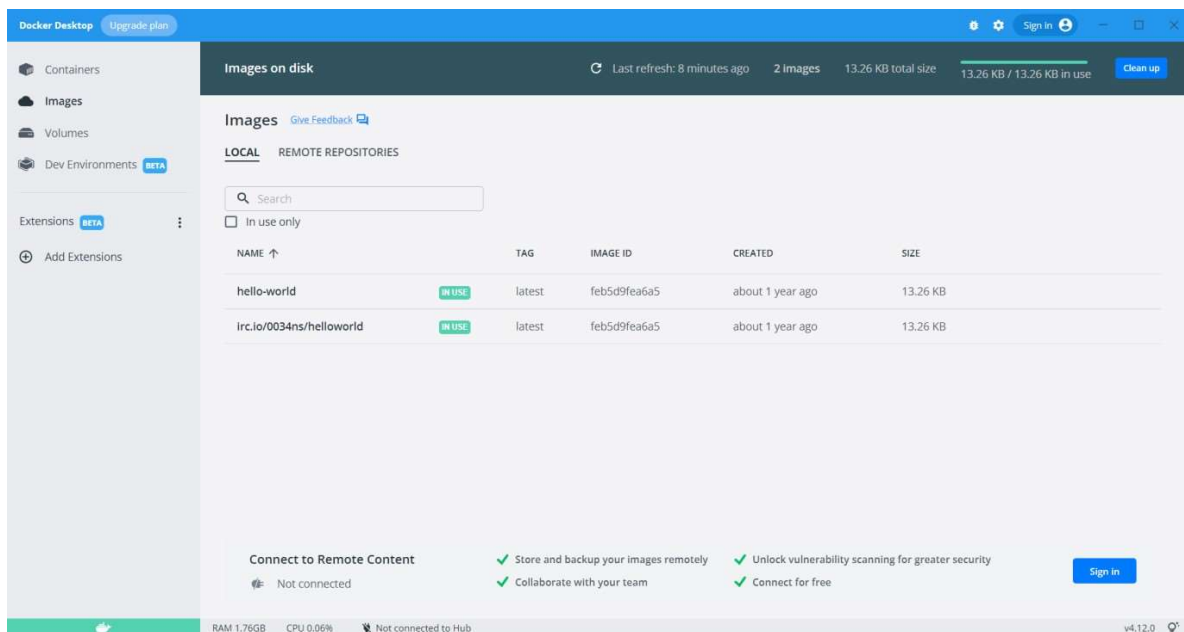 Docker Desktop Upgrade plan Sign in
Containers
Images
Volumes
Dev Environments BETA
Extensions BETA
Add Extensions
Images on disk Last refresh: 8 minutes ago 2 images 13.26 KB total size 13.26 KB / 13.26 KB in use Clean up
Images Give Feedback
LOCAL REMOTE REPOSITORIES
Search
In use only
NAME TAG IMAGE ID CREATED SIZE
hello-world IN USE latest feb5d9fea6a5 about 1 year ago 13.26 KB
irc.io/0034ns/helloworld IN USE latest feb5d9fea6a5 about 1 year ago 13.26 KB
Connect to Remote Content
Not connected
Store and backup your images remotely
Collaborate with your team
Unlock vulnerability scanning for greater security
Connect for free
Sign in
RAM 1.76GB CPU 0.06% Not connected to Hub v4.12.0